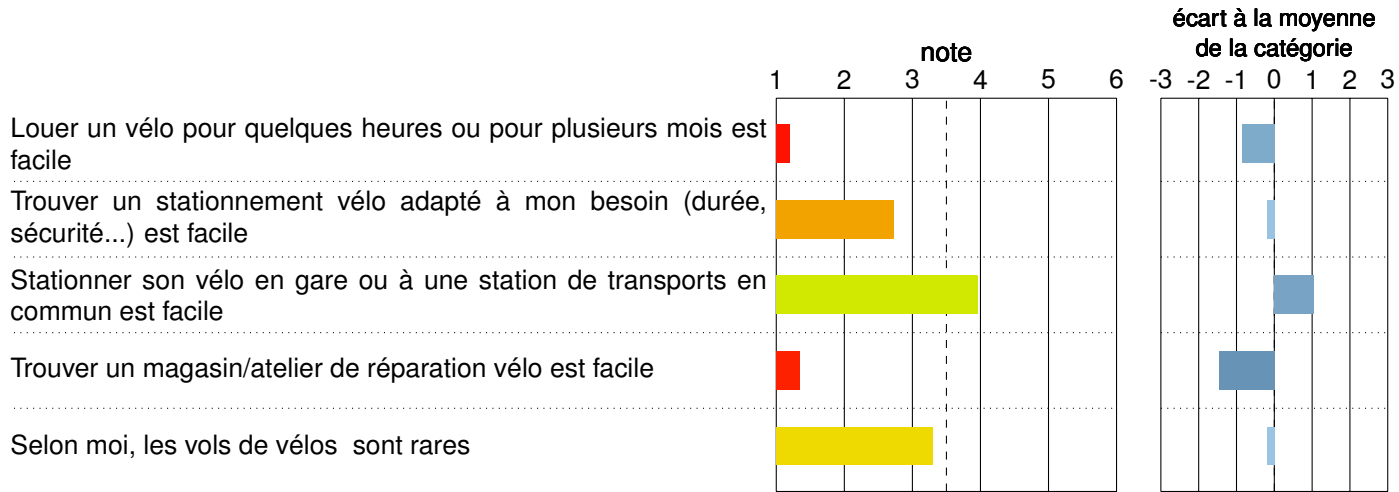 écart à la moyenne
note de la catégorie
1 2 3 4 5 6 -3 -2 -1 0 1 2 3
Louer un vélo pour quelques heures ou pour plusieurs mois est
facile
Trouver un stationnement vélo adapté à mon besoin (durée,
sécurité...) est facile
Stationner son vélo en gare ou à une station de transports en
commun est facile
Trouver un magasin/atelier de réparation vélo est facile
Selon moi, les vols de vélos sont rares